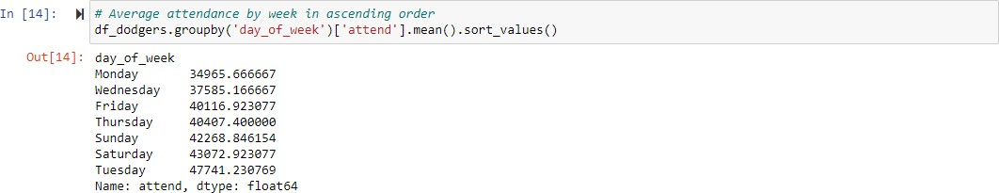 In [14]: # Average attendance by week in ascending order
df_dodgers.groupby('day_of_week')['attend'].mean().sort_values()
Out[14]: day_of_week
Monday 34965.666667
Wednesday 37585.166667
Friday 40116.923077
Thursday 40407.400000
Sunday 42268.846154
Saturday 43072.923077
Tuesday 47741.230769
Name: attend, dtype: float64